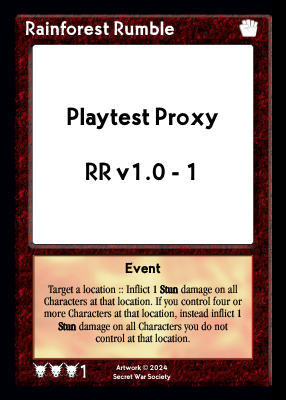 Rainforest Rumble
Playtest Proxy
RR v1.0 - 1
Event
Target a location :: Inflict 1 Stun damage on all
Characters at that location. If you control four or
more Characters at that location, instead inflict 1
Stun damage on all Characters you do not
control at that location.
1
Artwork © 2024
Secret War Society